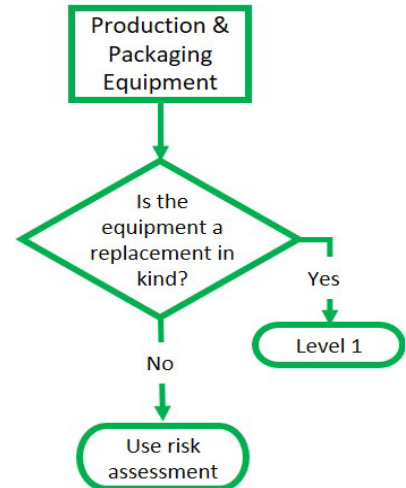 Production &
Packaging
Equipment
Is the
equipment a
replacement in
kind?
Yes
Level 1
No
Use risk
assessment